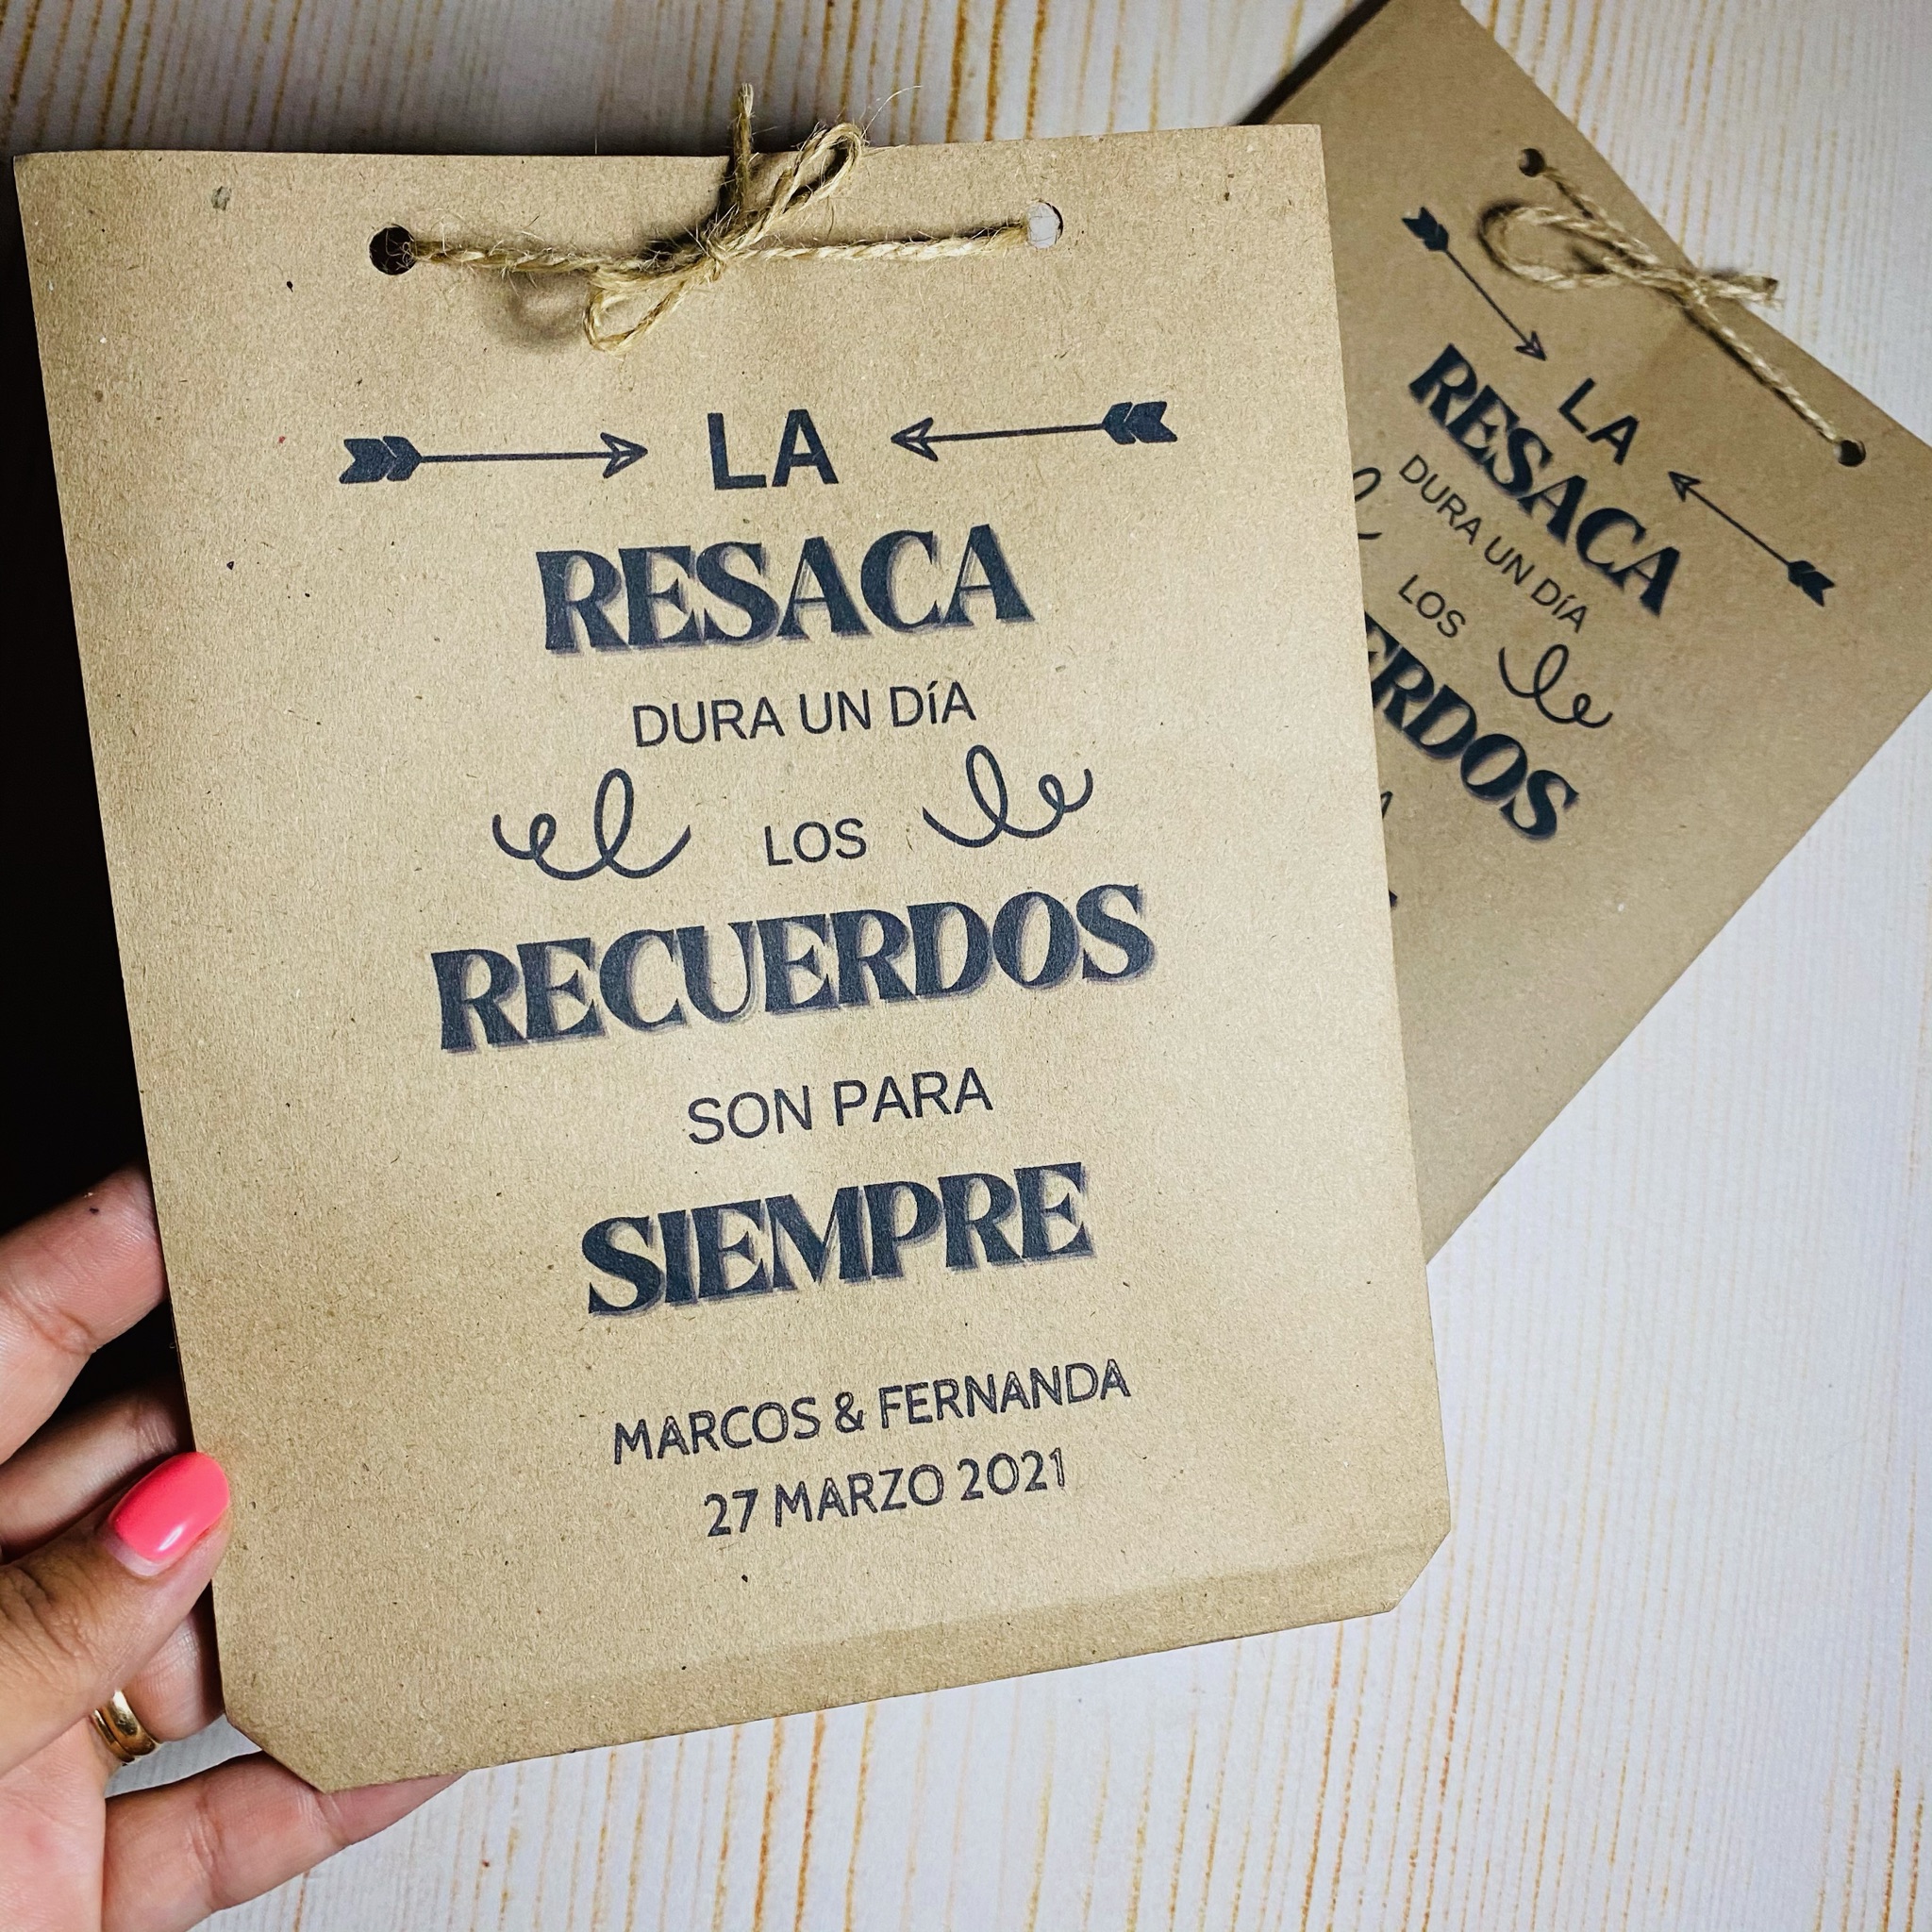 LA
RESACA
DURA UN DíA
LOS
RECUERDOS
SON PARA
SIEMPRE
MARCOS & FERNANDA
27 MARZO 2021
LA
RESACA
DURA UN DíA
LOS